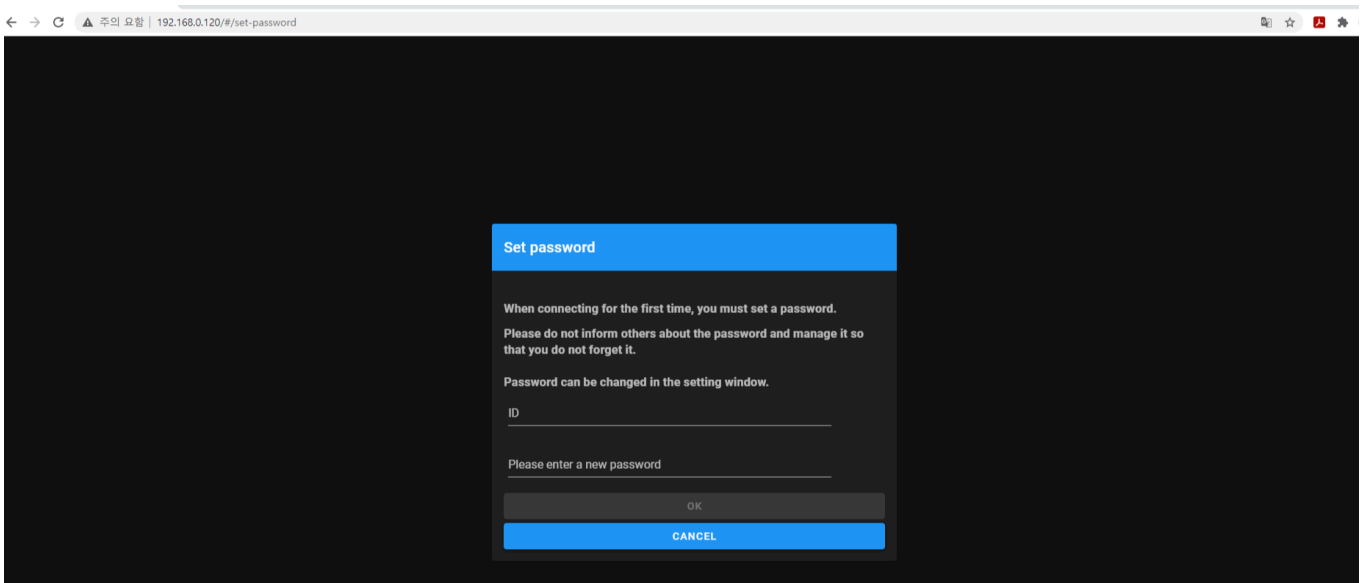 주의 요함 | 192.168.0.120/#/set-password
Set password
When connecting for the first time, you must set a password.
Please do not inform others about the password and manage it so
that you do not forget it.
Password can be changed in the setting window.
ID
Please enter a new password
OK
CANCEL